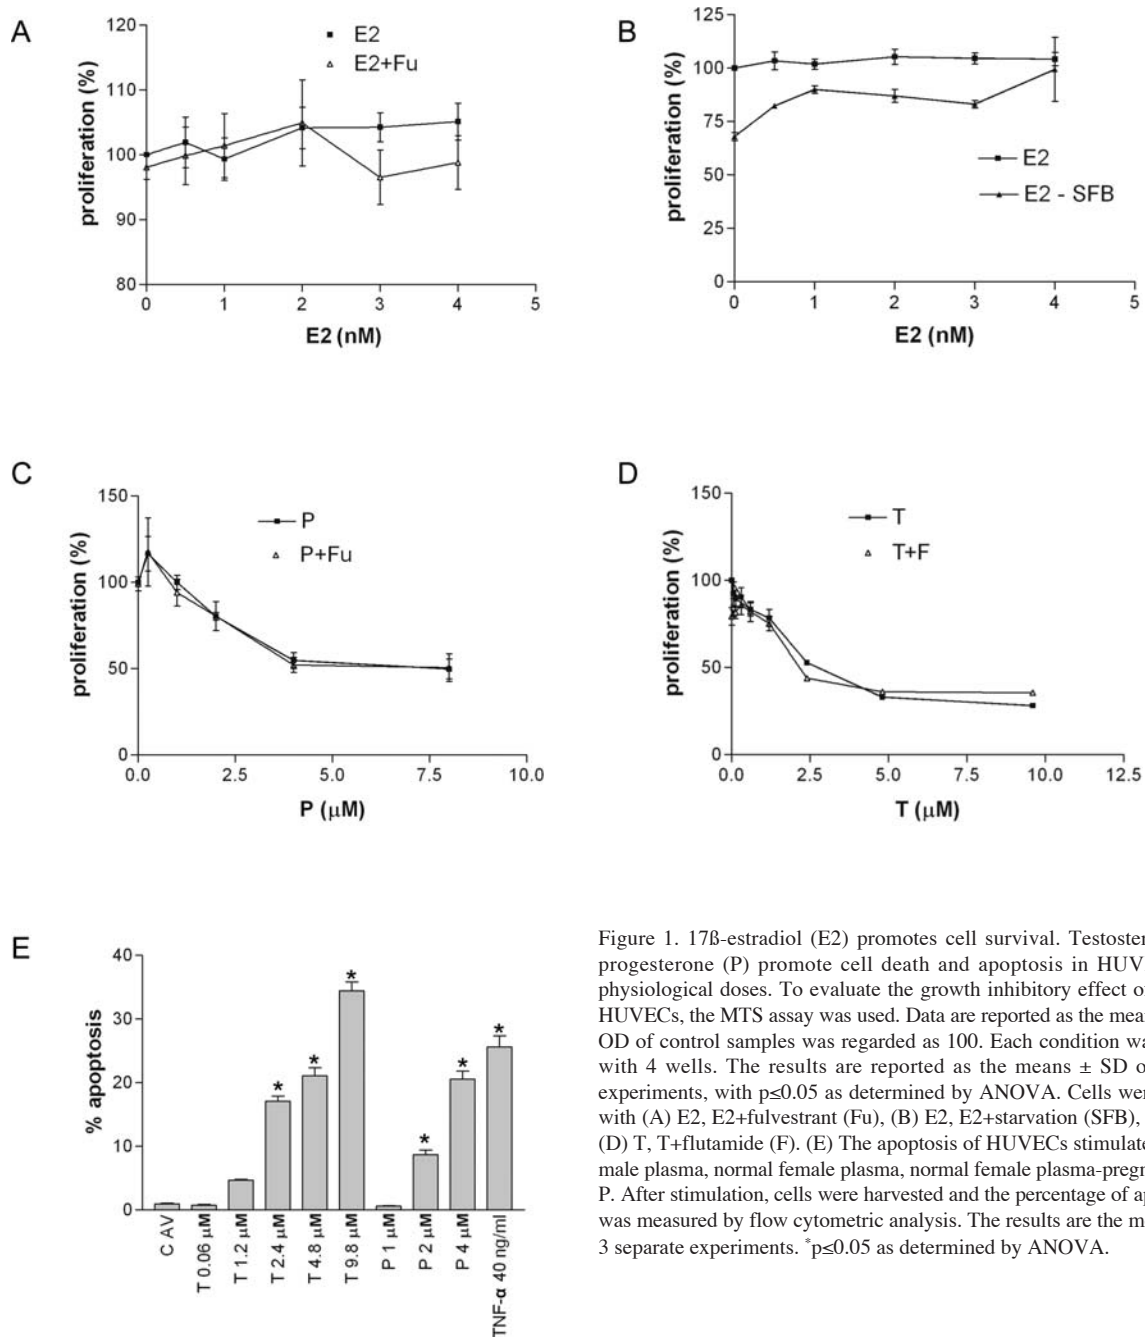 A
120
110
100
90
80
proliferation (%)
E2
E2+Fu
0 1 2 3 4 5
E2 (nM)
B
125
100
75
50
25
0
proliferation (%)
E2
E2 - SFB
0 1 2 3 4 5
E2 (nM)
C
150
100
50
0
proliferation (%)
P
P+Fu
0.0 2.5 5.0 7.5 10.0
P (µM)
D
150
100
50
0
proliferation (%)
T
T+F
0.0 2.5 5.0 7.5 10.0 12.5
T (µM)
E
40
30
20
10
0
% apoptosis
* * * * * *
C AV
T 0.06 µM
T 1.2 µM
T 2.4 µM
T 4.8 µM
T 9.8 µM
P 1 µM
P 2 µM
P 4 µM
TNF-α 40 ng/ml
Figure 1. 17ß-estradiol (E2) promotes cell survival. Testoster
progesterone (P) promote cell death and apoptosis in HUV
physiological doses. To evaluate the growth inhibitory effect o
HUVECs, the MTS assay was used. Data are reported as the mea
OD of control samples was regarded as 100. Each condition wa
with 4 wells. The results are reported as the means ± SD o
experiments, with p≤0.05 as determined by ANOVA. Cells wer
with (A) E2, E2+fulvestrant (Fu), (B) E2, E2+starvation (SFB),
(D) T, T+flutamide (F). (E) The apoptosis of HUVECs stimulate
male plasma, normal female plasma, normal female plasma-pregn
P. After stimulation, cells were harvested and the percentage of ap
was measured by flow cytometric analysis. The results are the m
3 separate experiments. *p≤0.05 as determined by ANOVA.